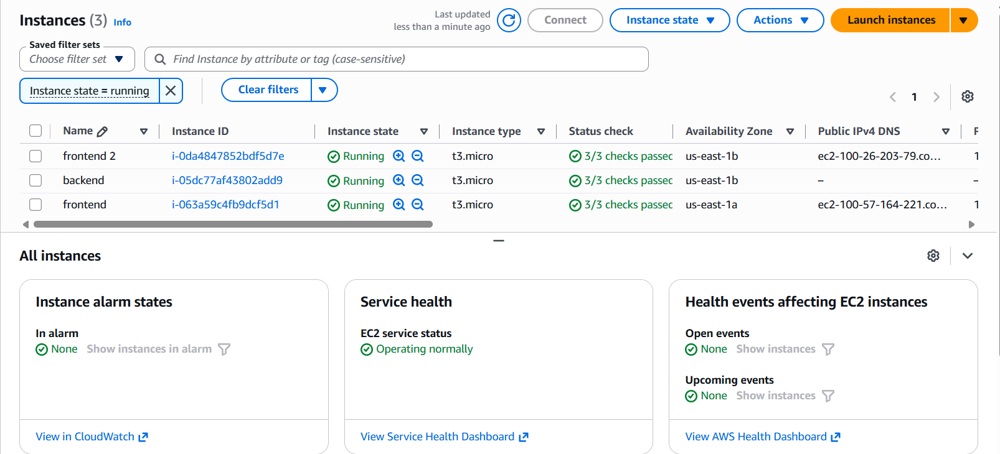 Instances (3) Info
Last updated
less than a minute ago
Connect
Instance state
Actions
Launch instances
Saved filter sets
Choose filter set
Find Instance by attribute or tag (case-sensitive)
Instance state = running
Clear filters
1
Name Instance ID Instance state Instance type Status check Availability Zone Public IPv4 DNS
frontend 2 i-0da4847852bdf5d7e Running t3.micro 3/3 checks passed us-east-1b ec2-100-26-203-79.co... 1
backend i-05dc77af43802add9 Running t3.micro 3/3 checks passed us-east-1b – –
frontend i-063a59c4fb9dcf5d1 Running t3.micro 3/3 checks passed us-east-1a ec2-100-57-164-221.co... 1
All instances
Instance alarm states
In alarm
None Show instances in alarm
View in CloudWatch
Service health
EC2 service status
Operating normally
View Service Health Dashboard
Health events affecting EC2 instances
Open events
None Show instances
Upcoming events
None Show instances
View AWS Health Dashboard